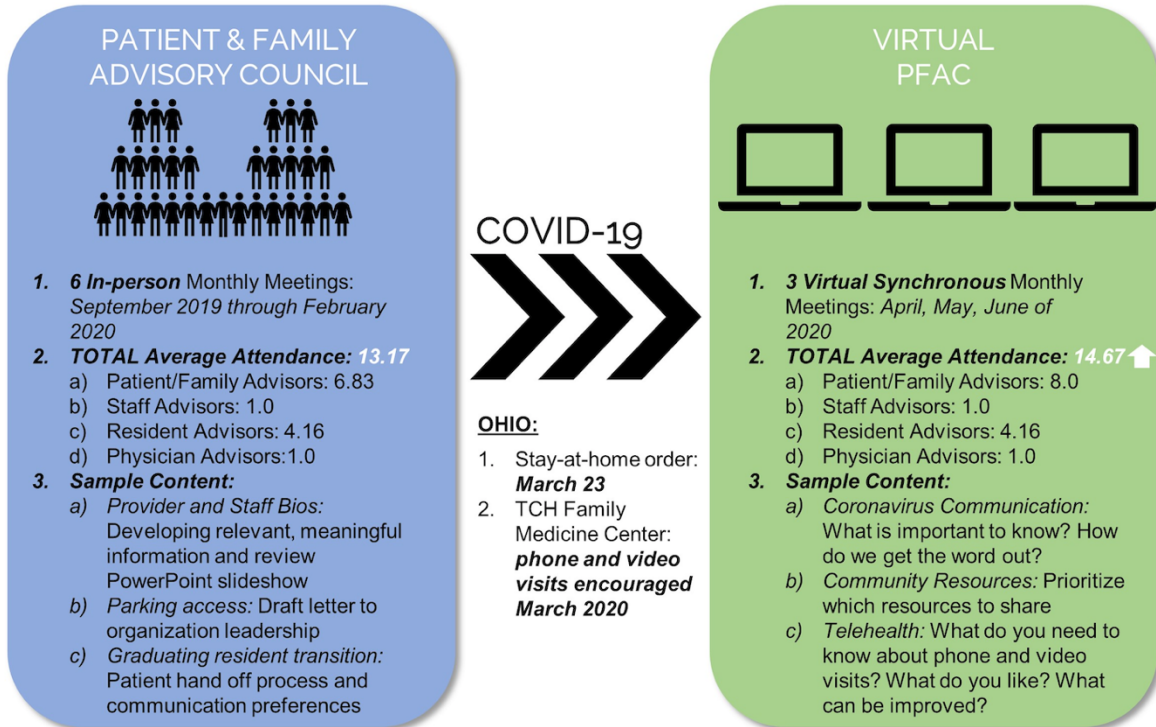 PATIENT & FAMILY
ADVISORY COUNCIL
1. 6 In-person Monthly Meetings:
September 2019 through February
2020
2. TOTAL Average Attendance: 13.17
a) Patient/Family Advisors: 6.83
b) Staff Advisors: 1.0
c) Resident Advisors: 4.16
d) Physician Advisors:1.0
3. Sample Content:
a) Provider and Staff Bios:
Developing relevant, meaningful
information and review
PowerPoint slideshow
b) Parking access: Draft letter to
organization leadership
c) Graduating resident transition:
Patient hand off process and
communication preferences
COVID-19
OHIO:
1. Stay-at-home order:
March 23
2. TCH Family
Medicine Center:
phone and video
visits encouraged
March 2020
VIRTUAL
PFAC
1. 3 Virtual Synchronous Monthly
Meetings: April, May, June of
2020
2. TOTAL Average Attendance: 14.67
a) Patient/Family Advisors: 8.0
b) Staff Advisors: 1.0
c) Resident Advisors: 4.16
d) Physician Advisors: 1.0
3. Sample Content:
a) Coronavirus Communication:
What is important to know? How
do we get the word out?
b) Community Resources: Prioritize
which resources to share
c) Telehealth: What do you need to
know about phone and video
visits? What do you like? What
can be improved?